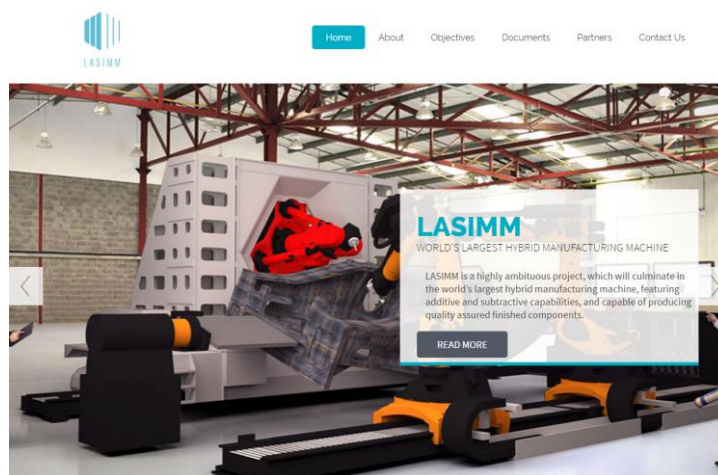 LASIMM
Home About Objectives Documents Partners Contact Us
LASIMM
WORLD'S LARGEST HYBRID MANUFACTURING MACHINE
LASIMM is a highly ambituous project, which will culminate in
the world's largest hybrid manufacturing machine, featuring
additive and subtractive capabilities, and capable of producing
quality assured finished components.
READ MORE